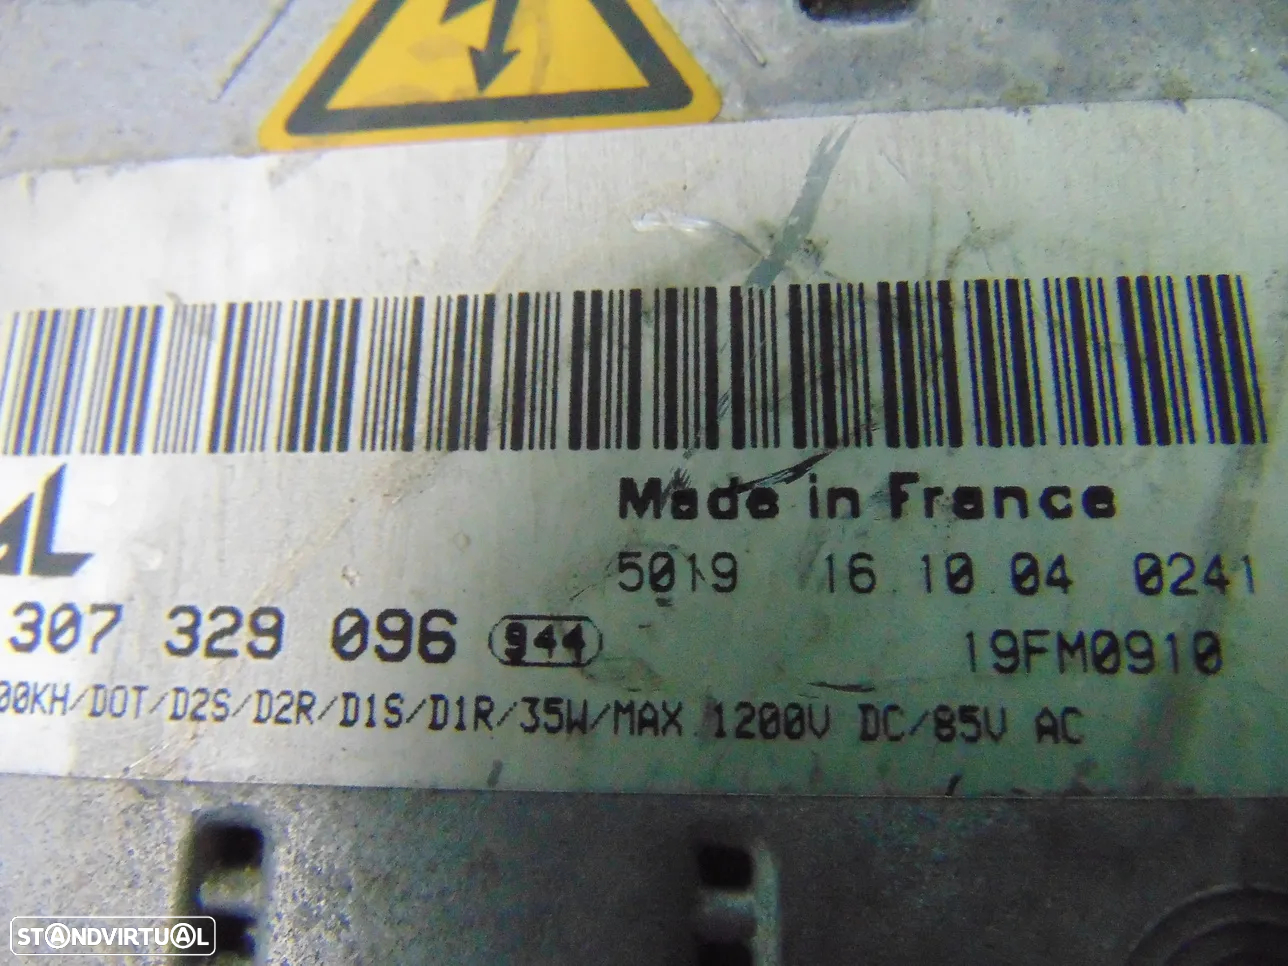 Made in France
5019 16 10 04 0241
307 329 096 944
19FM0910
00KH/DOT/D2S/D2R/D1S/D1R/35W/MAX 1200V DC/85V AC
STANDVIRTUAL